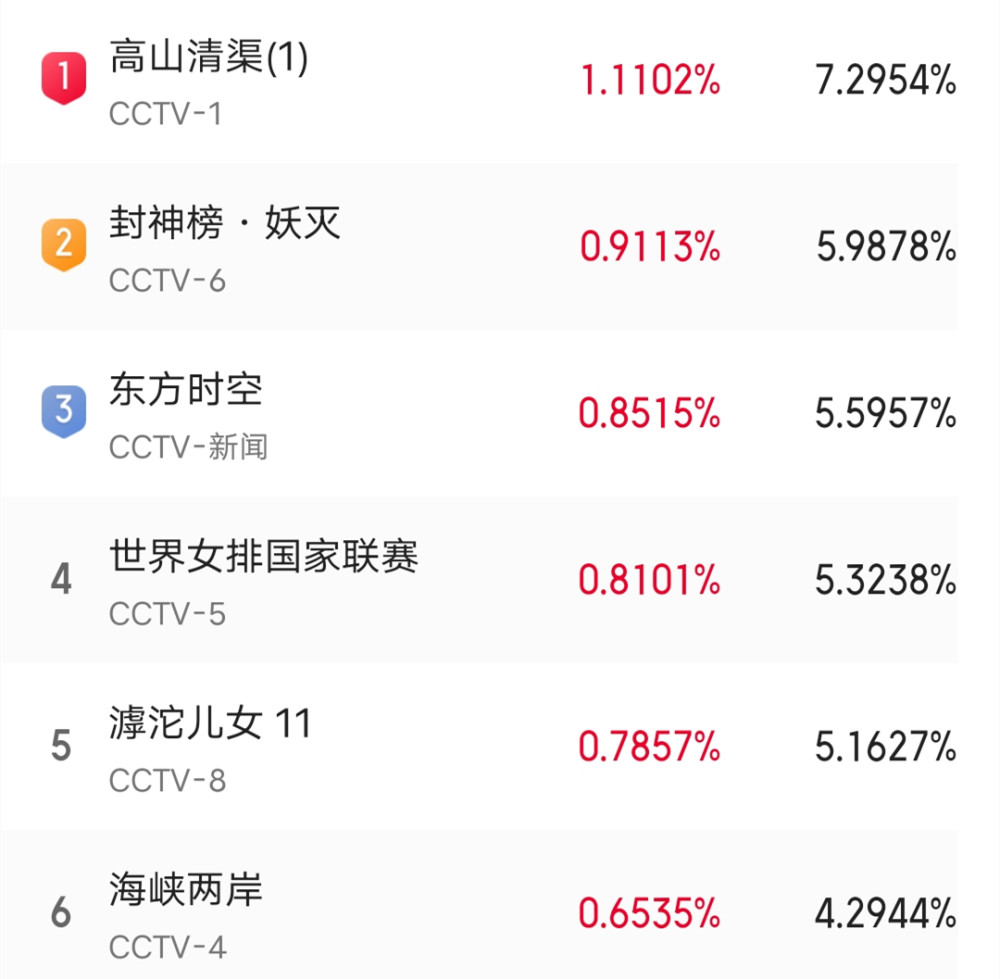 1
高山清渠(1)
1.1102%
7.2954%
CCTV-1
2
封神榜·妖灭
0.9113%
5.9878%
CCTV-6
3
东方时空
0.8515%
5.5957%
CCTV-新闻
4
世界女排国家联赛
0.8101%
5.3238%
CCTV-5
5
滹沱儿女 11
0.7857%
5.1627%
CCTV-8
6
海峡两岸
0.6535%
4.2944%
CCTV-4